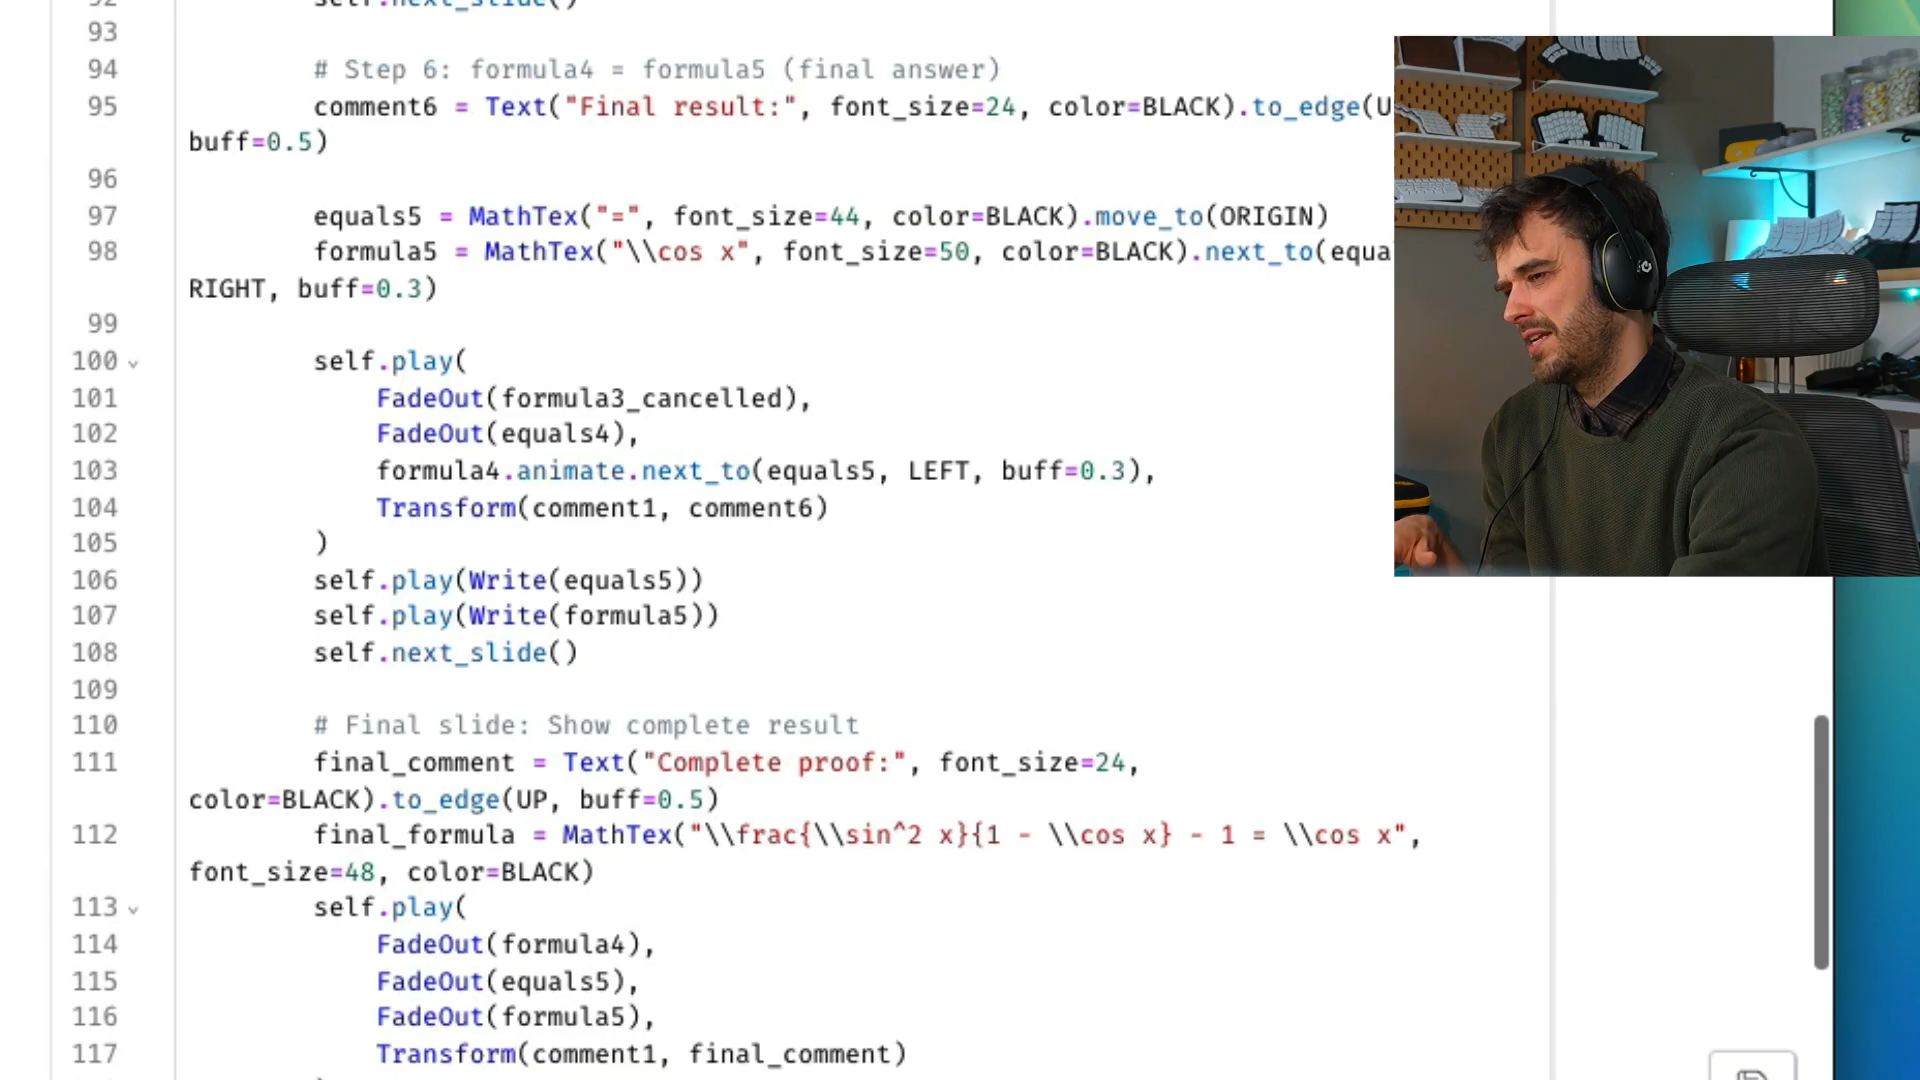 92 self.next_slide()
93
94 # Step 6: formula4 = formula5 (final answer)
95 comment6 = Text("Final result:", font_size=24, color=BLACK).to_edge(U
buff=0.5)
96
97 equals5 = MathTex("=", font_size=44, color=BLACK).move_to(ORIGIN)
98 formula5 = MathTex("\\cos x", font_size=50, color=BLACK).next_to(equa
RIGHT, buff=0.3)
99
100 self.play(
101 FadeOut(formula3_cancelled),
102 FadeOut(equals4),
103 formula4.animate.next_to(equals5, LEFT, buff=0.3),
104 Transform(comment1, comment6)
105 )
106 self.play(Write(equals5))
107 self.play(Write(formula5))
108 self.next_slide()
109
110 # Final slide: Show complete result
111 final_comment = Text("Complete proof:", font_size=24,
color=BLACK).to_edge(UP, buff=0.5)
112 final_formula = MathTex("\\frac{\\sin^2 x}{1 - \\cos x} - 1 = \\cos x",
font_size=48, color=BLACK)
113 self.play(
114 FadeOut(formula4),
115 FadeOut(equals5),
116 FadeOut(formula5),
117 Transform(comment1, final_comment)